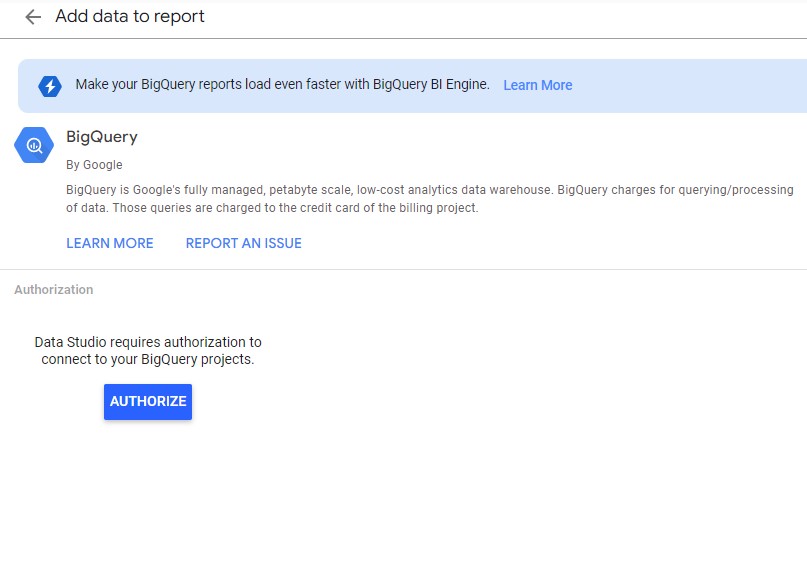 Add data to report
Make your BigQuery reports load even faster with BigQuery BI Engine. Learn More
BigQuery
By Google
BigQuery is Google's fully managed, petabyte scale, low-cost analytics data warehouse. BigQuery charges for querying/processing
of data. Those queries are charged to the credit card of the billing project.
LEARN MORE REPORT AN ISSUE
Authorization
Data Studio requires authorization to
connect to your BigQuery projects.
AUTHORIZE